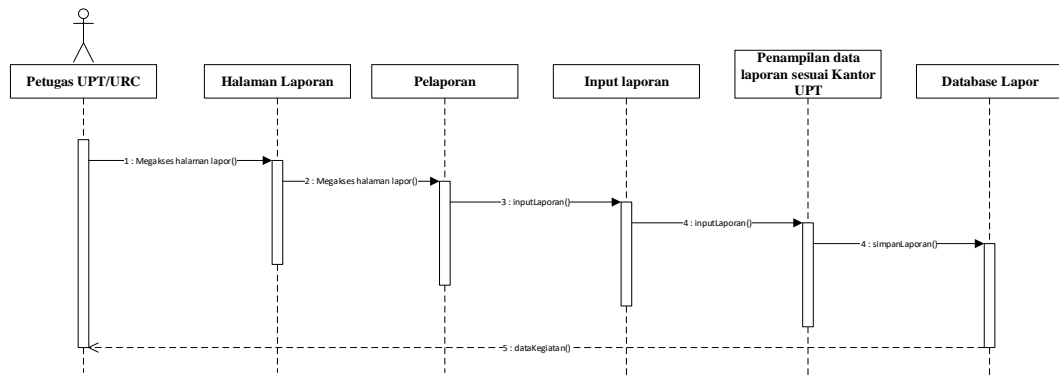 Petugas UPT/URC
Halaman Laporan
Pelaporan
Input laporan
Penampilan data
laporan sesuai Kantor
UPT
Database Lapor
1 : Megakses halaman lapor()
2 : Megakses halaman lapor()
3 : inputLaporan()
4 : inputLaporan()
4 : simpanLaporan()
5 : dataKegiatan()